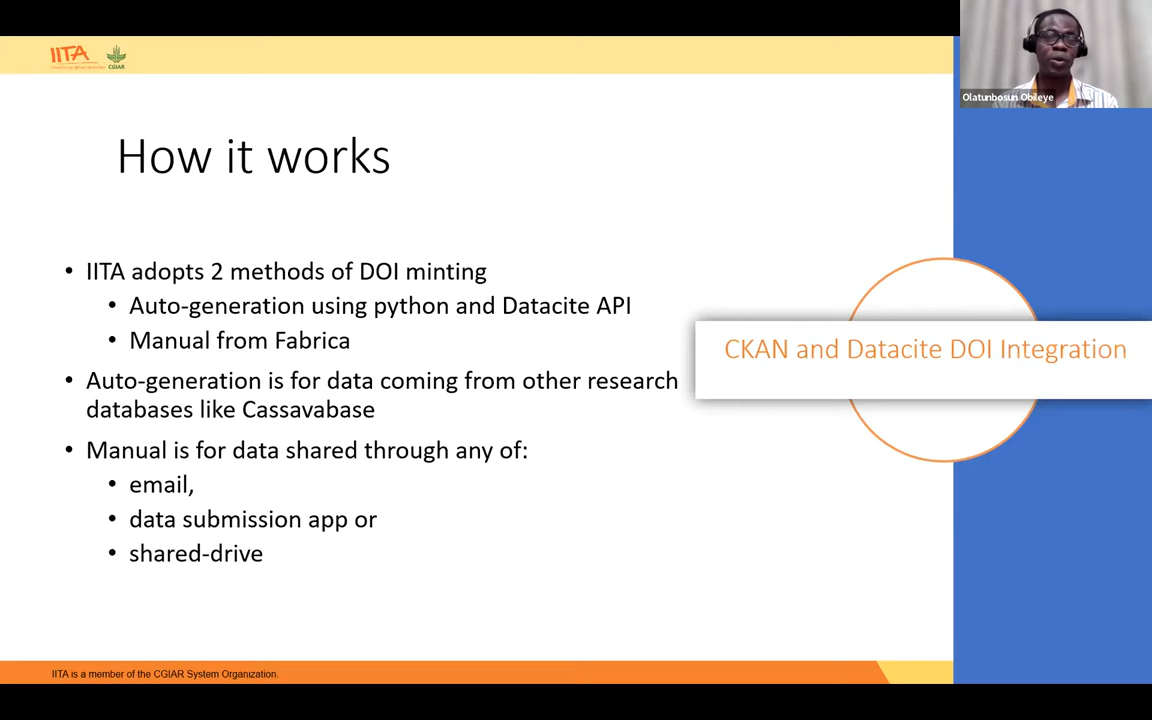 IITA
CGIAR
Olatunbosun Obileye
How it works
• IITA adopts 2 methods of DOI minting
• Auto-generation using python and Datacite API
• Manual from Fabrica
• Auto-generation is for data coming from other research
databases like Cassavabase
• Manual is for data shared through any of:
• email,
• data submission app or
• shared-drive
CKAN and Datacite DOI Integration
IITA is a member of the CGIAR System Organization.